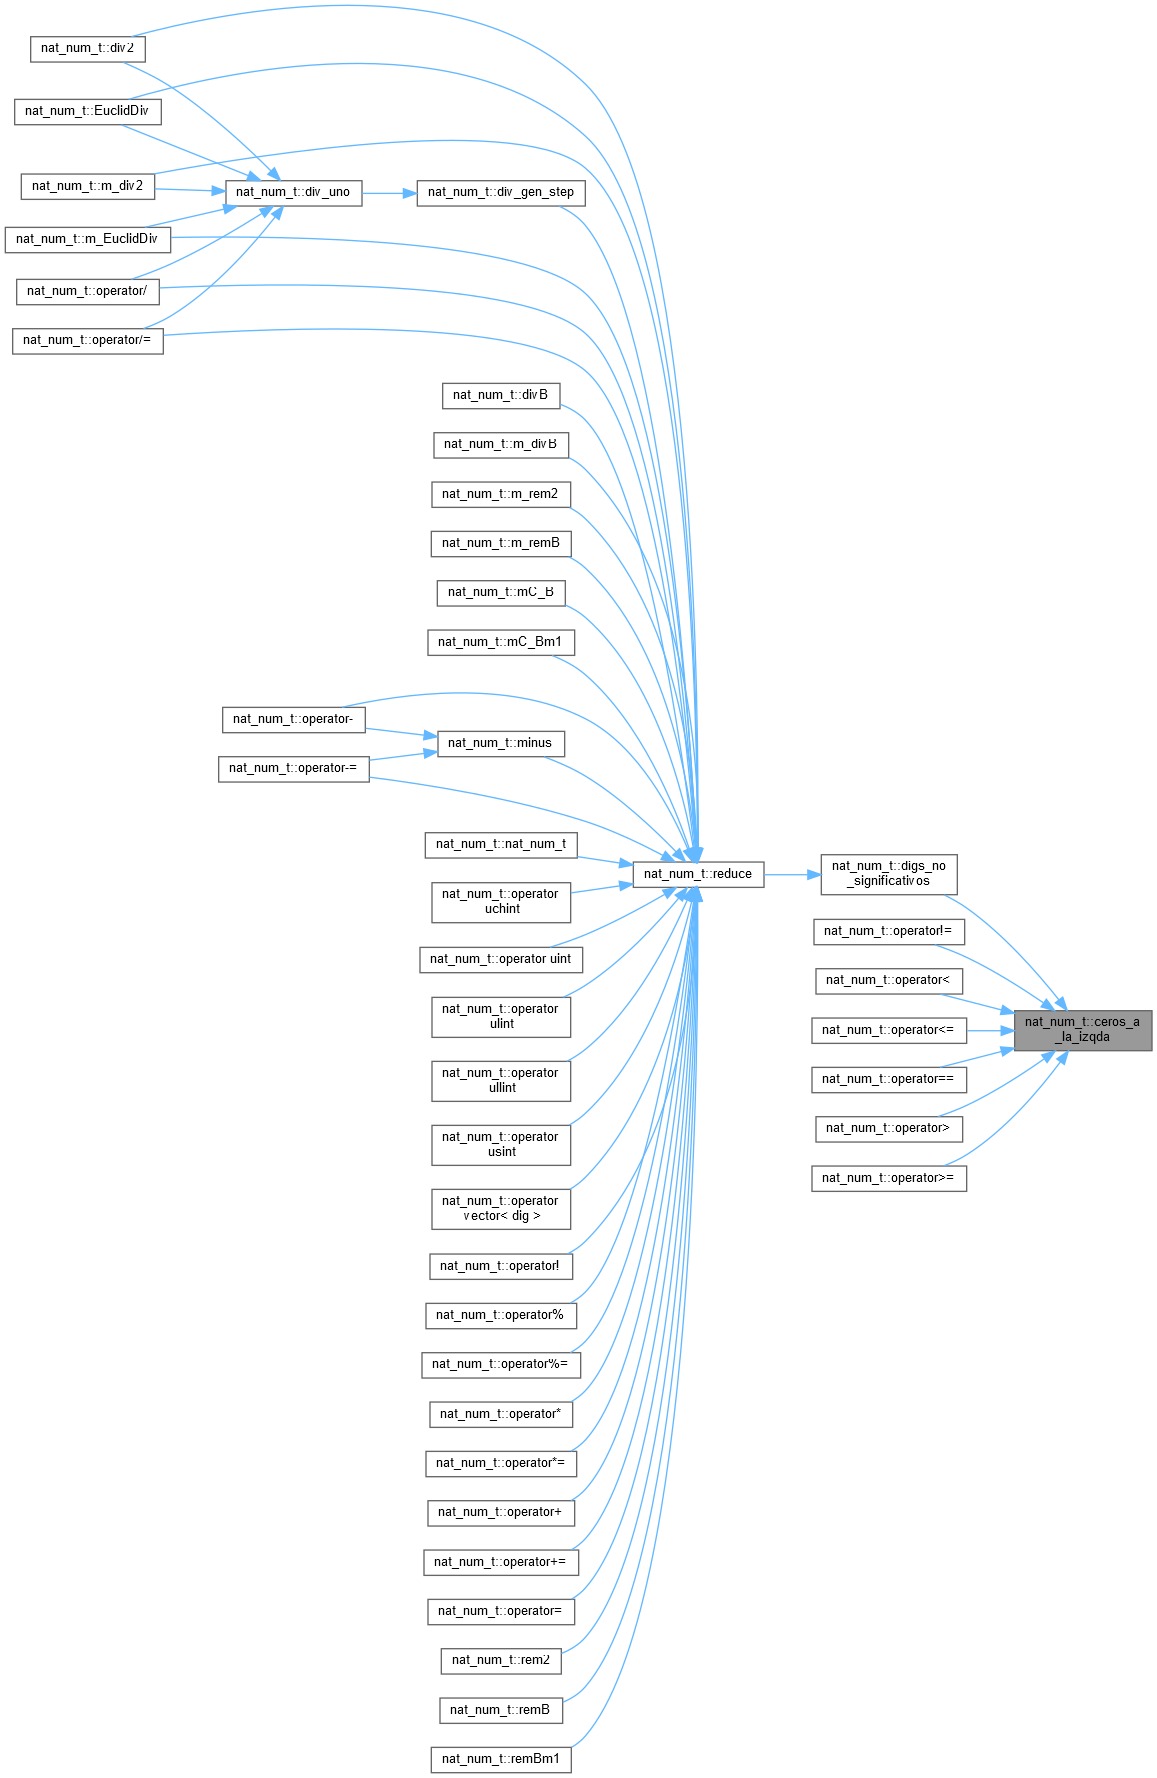 nat_num_t::div2
nat_num_t::EuclidDiv
nat_num_t::m_div2
nat_num_t::div_uno
nat_num_t::div_gen_step
nat_num_t::m_EuclidDiv
nat_num_t::operator/
nat_num_t::operator/=
nat_num_t::divB
nat_num_t::m_divB
nat_num_t::m_rem2
nat_num_t::m_remB
nat_num_t::mC_B
nat_num_t::mC_Bm1
nat_num_t::operator-
nat_num_t::minus
nat_num_t::operator-=
nat_num_t::nat_num_t
nat_num_t::reduce
nat_num_t::digs_no
_significativos
nat_num_t::operator
uchint
nat_num_t::operator!=
nat_num_t::operator uint
nat_num_t::operator<
nat_num_t::operator
ulint
nat_num_t::operator<=
nat_num_t::ceros_a
_la_izqda
nat_num_t::operator
ullint
nat_num_t::operator==
nat_num_t::operator>
nat_num_t::operator
usint
nat_num_t::operator>=
nat_num_t::operator
vector< dig >
nat_num_t::operator!
nat_num_t::operator%
nat_num_t::operator%=
nat_num_t::operator*
nat_num_t::operator*=
nat_num_t::operator+
nat_num_t::operator+=
nat_num_t::operator=
nat_num_t::rem2
nat_num_t::remB
nat_num_t::remBm1